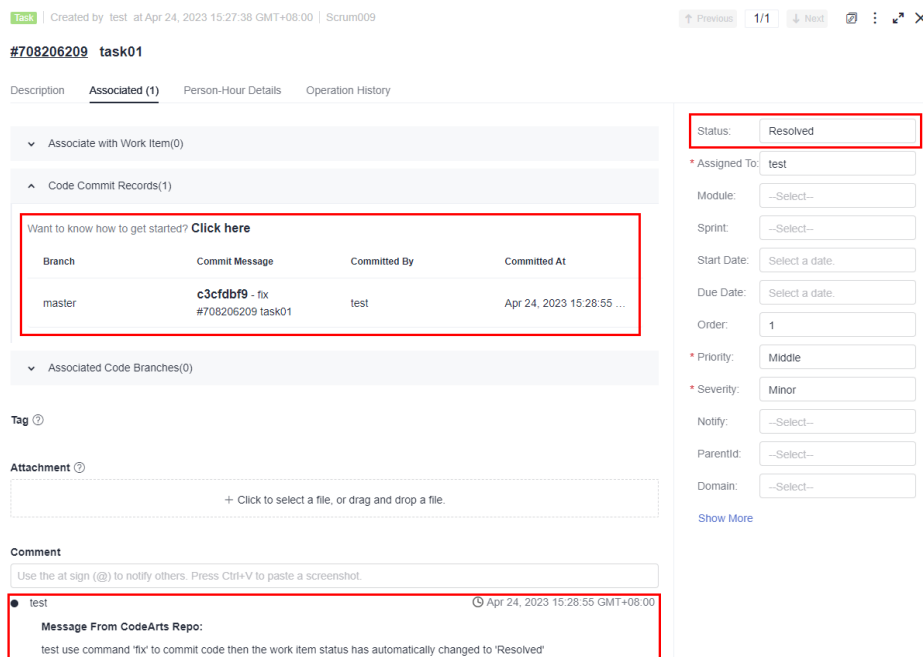 Task Created by test at Apr 24, 2023 15:27:38 GMT+08:00 Scrum009
Previous 1/1 Next
#708206209 task01
Description Associated (1) Person-Hour Details Operation History
Associate with Work Item(0)
Code Commit Records(1)
Want to know how to get started? Click here
Branch Commit Message Committed By Committed At
master c3cfdbf9 - fix #708206209 task01 test Apr 24, 2023 15:28:55 ...
Associated Code Branches(0)
Tag
Attachment
+ Click to select a file, or drag and drop a file.
Comment
Use the at sign (@) to notify others. Press Ctrl+V to paste a screenshot.
test Apr 24, 2023 15:28:55 GMT+08:00
Message From CodeArts Repo:
test use command 'fix' to commit code then the work item status has automatically changed to 'Resolved'
Status: Resolved
* Assigned To: test
Module: --Select--
Sprint: --Select--
Start Date: Select a date.
Due Date: Select a date.
Order: 1
* Priority: Middle
* Severity: Minor
Notify: --Select--
ParentId: --Select--
Domain: --Select--
Show More